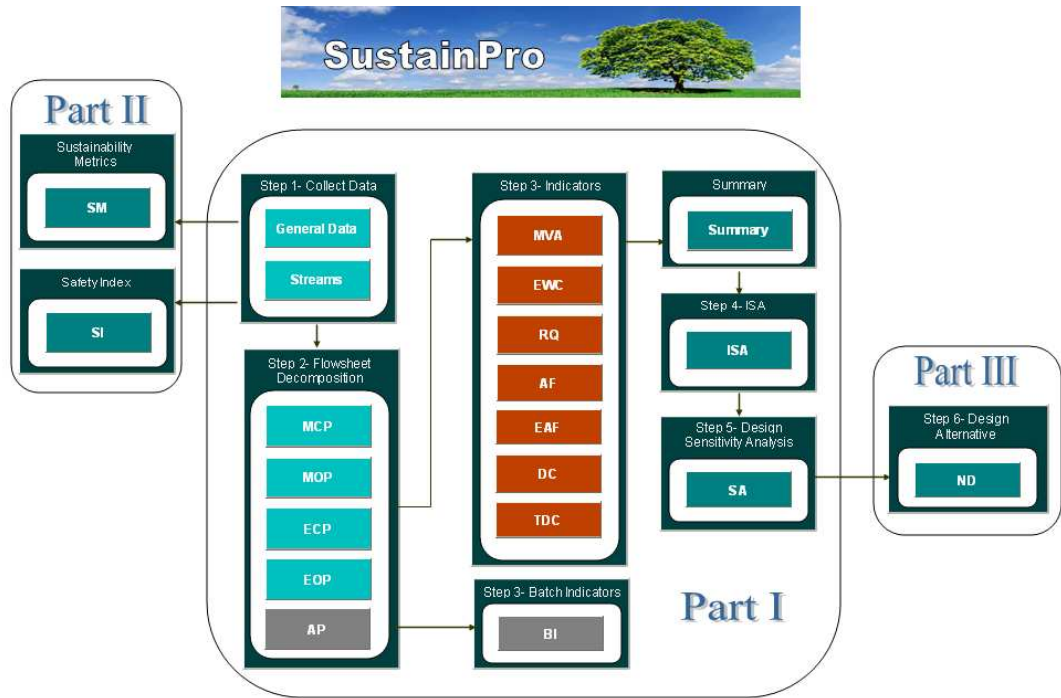 SustainPro
Part II
Sustainability
Metrics
SM
Safety Index
SI
Step 1- Collect Data
General Data
Streams
Step 2- Flowsheet
Decomposition
MCP
MOP
ECP
EOP
AP
Step 3- Indicators
MVA
EWC
RQ
AF
EAF
DC
TDC
Step 3- Batch Indicators
BI
Summary
Summary
Step 4- ISA
ISA
Step 5- Design
Sensitivity Analysis
SA
Part I
Part III
Step 6- Design
Alternative
ND